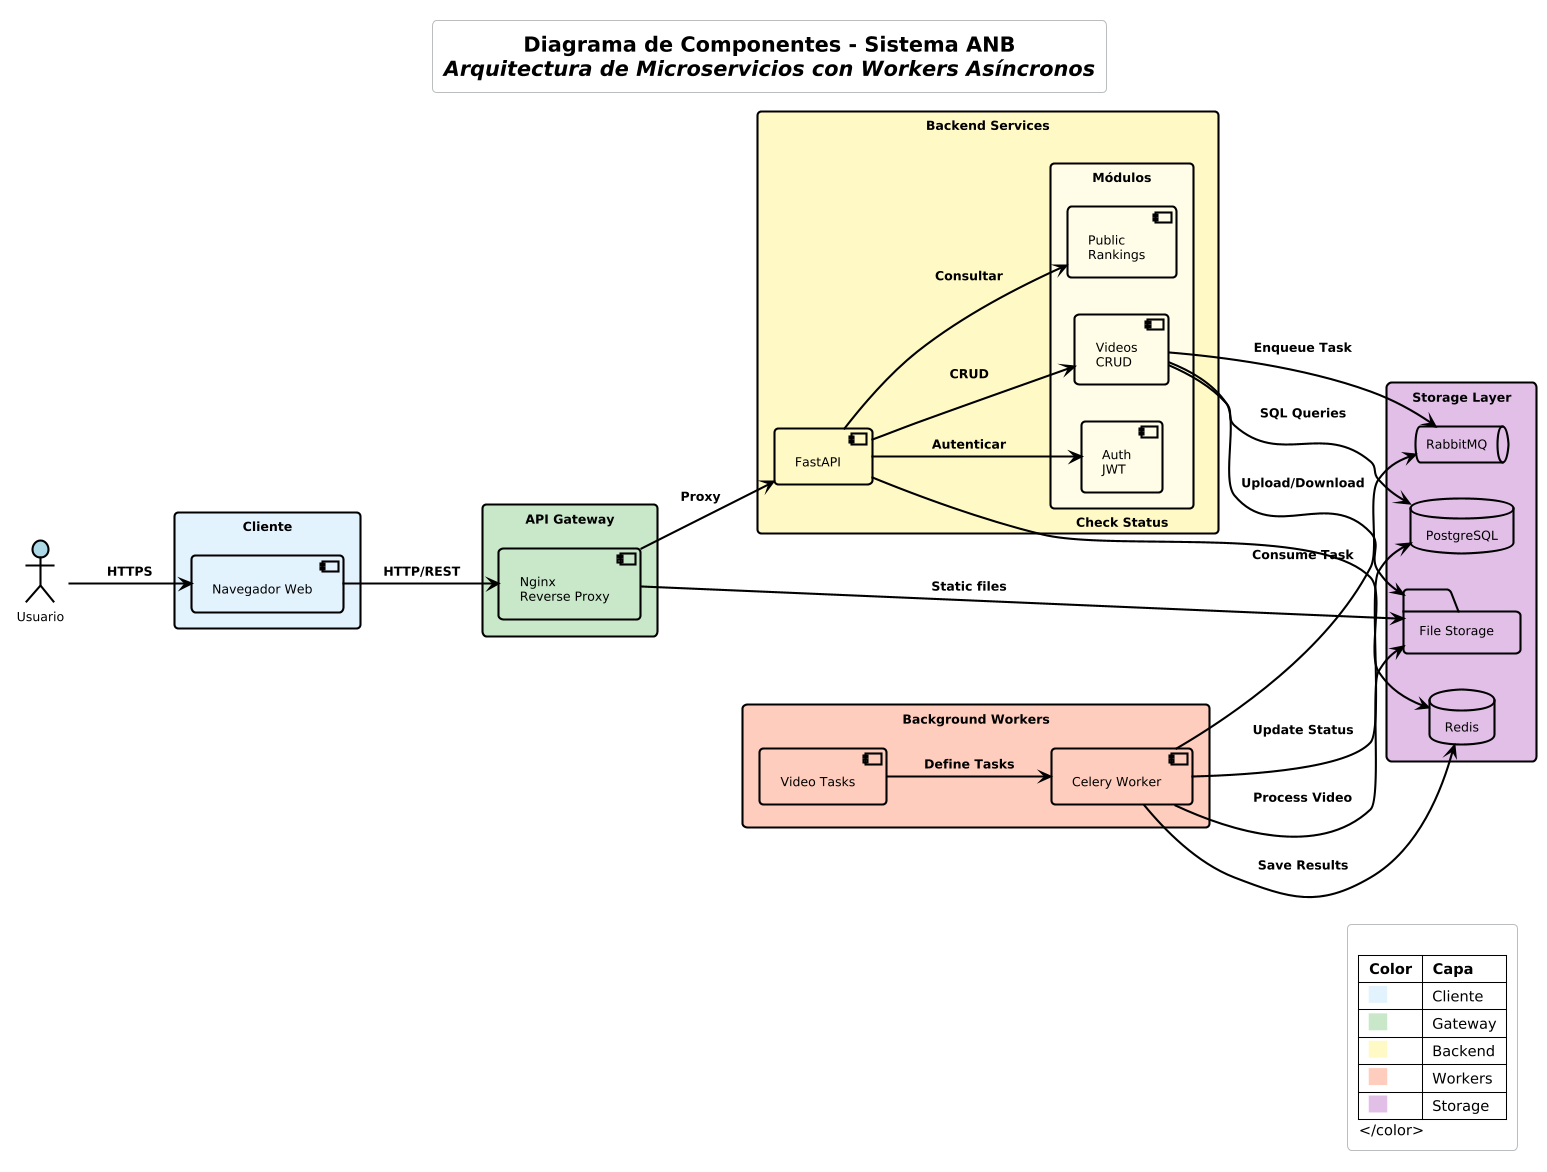 Diagrama de Componentes - Sistema ANB
Arquitectura de Microservicios con Workers Asíncronos
Backend Services
Módulos
Public
Rankings
Consultar
Videos
CRUD
CRUD
Enqueue Task
Storage Layer
SQL Queries
RabbitMQ
FastAPI
Autenticar
Auth
JWT
Upload/Download
Proxy
Check Status
PostgreSQL
Cliente
API Gateway
Consume Task
Usuario
HTTPS
Navegador Web
HTTP/REST
Nginx
Reverse Proxy
Static files
File Storage
Background Workers
Update Status
Redis
Video Tasks
Define Tasks
Celery Worker
Process Video
Save Results
Color Capa
Cliente
Gateway
Backend
Workers
Storage
</color>